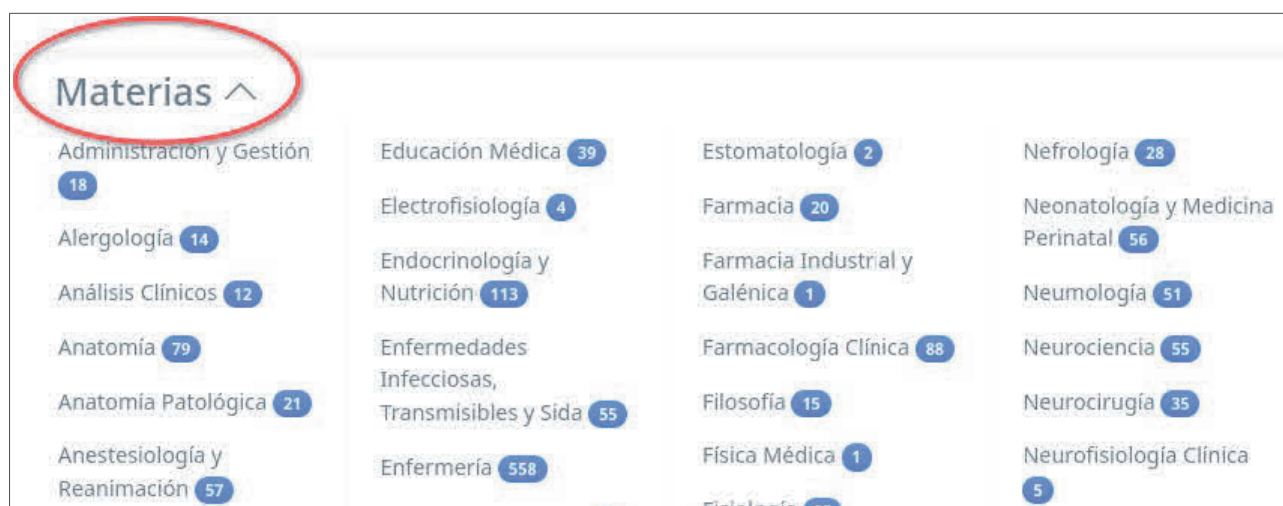 Materias
Administración y Gestión
18
Alergología 14
Análisis Clínicos 12
Anatomía 79
Anatomía Patológica 21
Anestesiología y
Reanimación 57
Educación Médica 39
Electrofisiología 4
Endocrinología y
Nutrición 113
Enfermedades
Infecciosas,
Transmisibles y Sida 55
Enfermería 558
Estomatología 2
Farmacia 20
Farmacia Industrial y
Galénica 1
Farmacología Clínica 88
Filosofía 15
Física Médica 1
Nefrología 28
Neonatología y Medicina
Perinatal 56
Neumología 51
Neurociencia 55
Neurocirugía 35
Neurofisiología Clínica
5